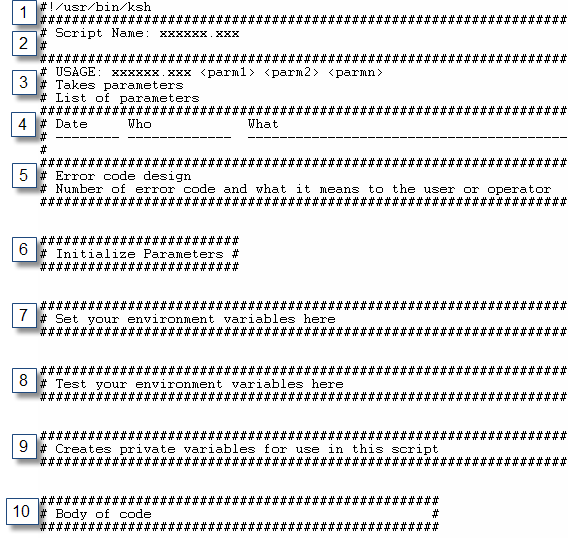 1 #!/usr/bin/ksh
##################################################################
2 # Script Name: xxxxxx.xxx
#
##################################################################
# USAGE: xxxxxx.xxx <parm1> <parm2> <parmn>
3 # Takes parameters
# List of parameters
##################################################################
4 # Date     Who            What
# -------- -------------  ----------------------------------------
#
##################################################################
5 # Error code design
# Number of error code and what it means to the user or operator
##################################################################
#########################
6 # Initialize Parameters #
#########################
##################################################################
7 # Set your environment variables here
##################################################################
##################################################################
8 # Test your environment variables here
##################################################################
##################################################################
9 # Creates private variables for use in this script
##################################################################
##################################################
10 # Body of code                                   #
##################################################